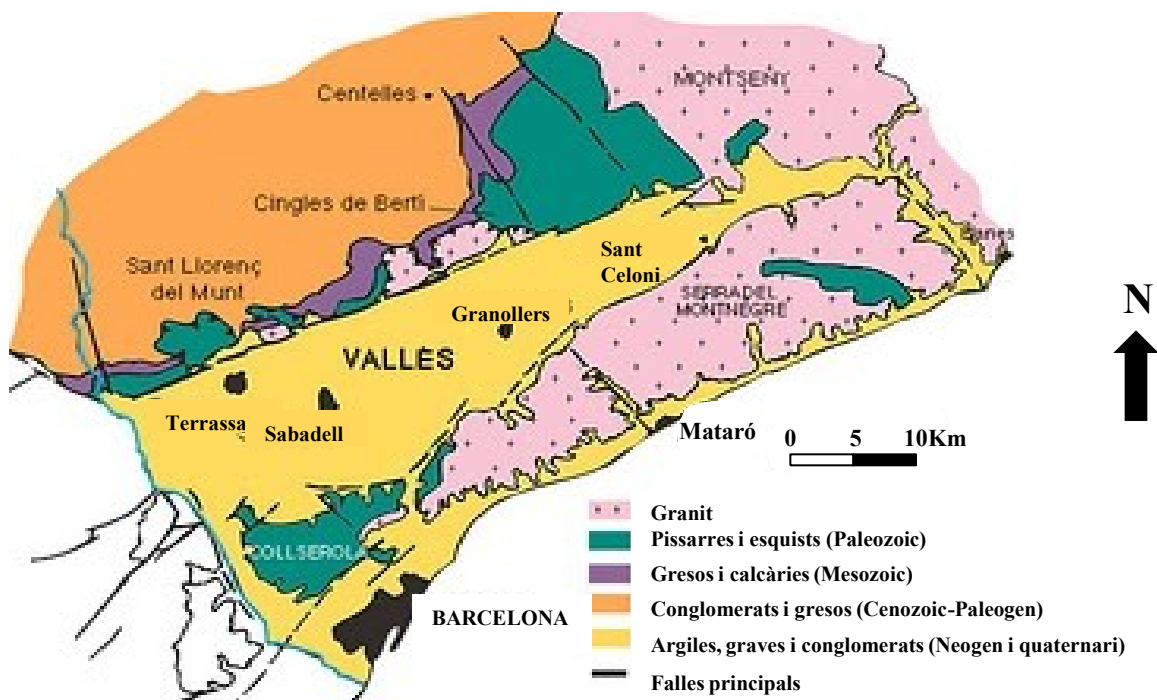 MONTSENY
Centelles
Cingles de Bertí
Sant Llorenç
del Munt
Sant
Celoni
Granollers
SERRA DEL
MONTNEGRE
VALLÈS
N
Terrassa
Sabadell
Mataró
0 5 10Km
COLLSEROLA
BARCELONA
Granit
Pissarres i esquists (Paleozoic)
Gresos i calcàries (Mesozoic)
Conglomerats i gresos (Cenozoic-Paleogen)
Argiles, graves i conglomerats (Neogen i quaternari)
Falles principals